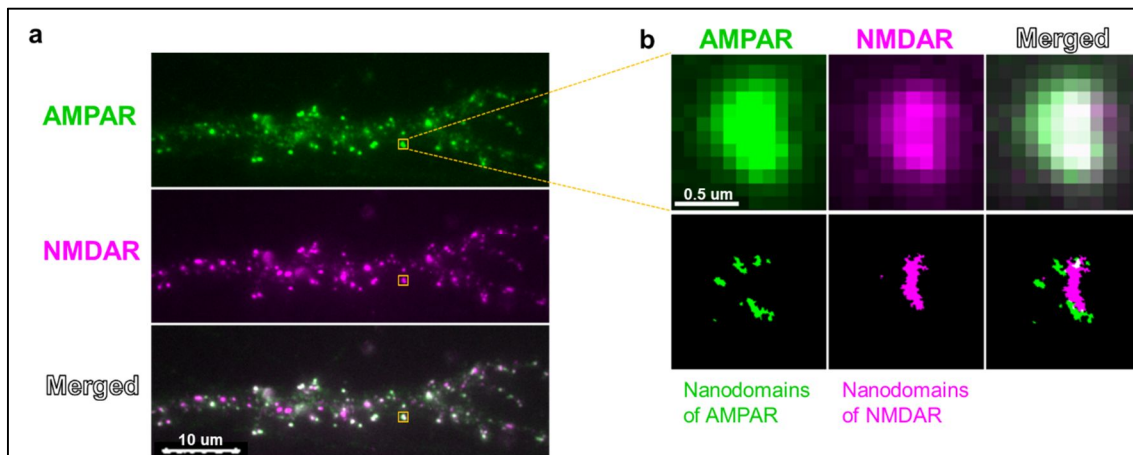 a
AMPAR
NMDAR
Merged
10 um
b
AMPAR
NMDAR
Merged
0.5 um
Nanodomains
of AMPAR
Nanodomains
of NMDAR